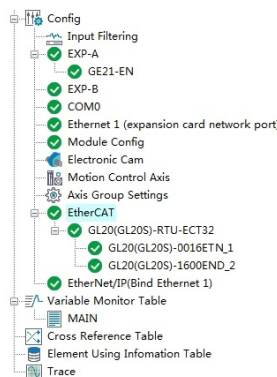 Config
Input Filtering
EXP-A
GE21-EN
EXP-B
COM0
Ethernet 1 (expansion card network port)
Module Config
Electronic Cam
Motion Control Axis
Axis Group Settings
EtherCAT
GL20(GL20S)-RTU-ECT32
GL20(GL20S)-0016ETN_1
GL20(GL20S)-1600END_2
EtherNet/IP(Bind Ethernet 1)
Variable Monitor Table
MAIN
Cross Reference Table
Element Using Infomation Table
Trace